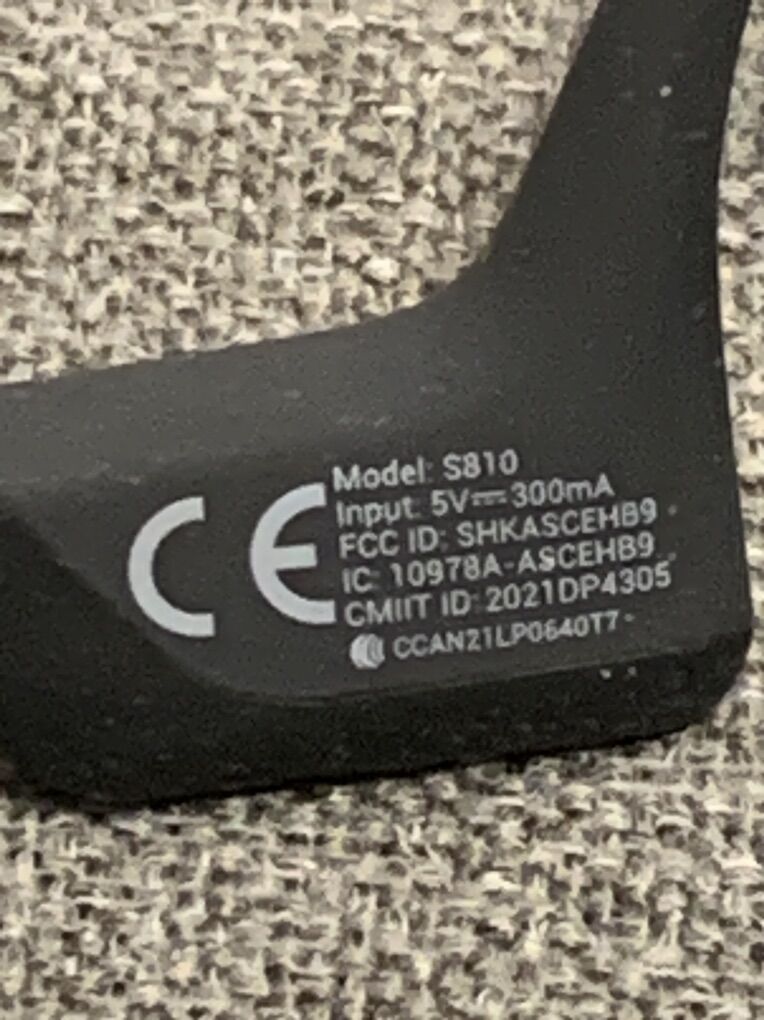 CE
Model: S810
Input: 5V⎓300mA
FCC ID: SHKASCEHB9
IC: 10978A-ASCEHB9
CMIIT ID: 2021DP4305
CCAN21LP0640T7